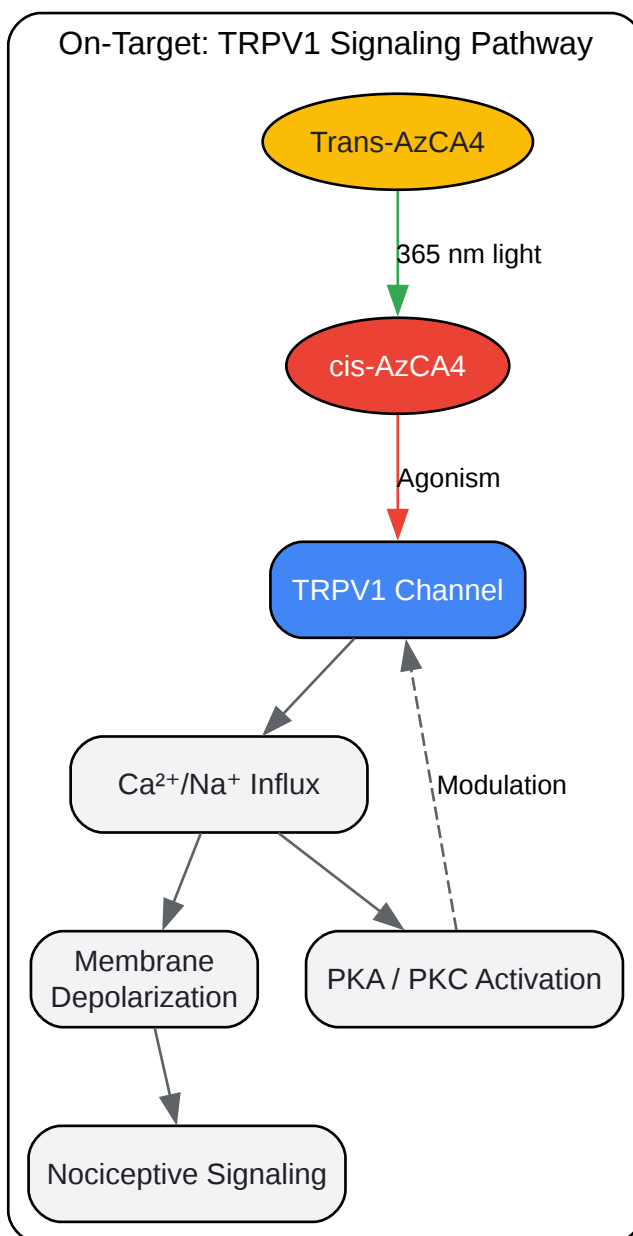 On-Target: TRPV1 Signaling Pathway
Trans-AzCA4
365 nm light
cis-AzCA4
Agonism
TRPV1 Channel
Ca²⁺/Na⁺ Influx
Modulation
Membrane
Depolarization
PKA / PKC Activation
Nociceptive Signaling